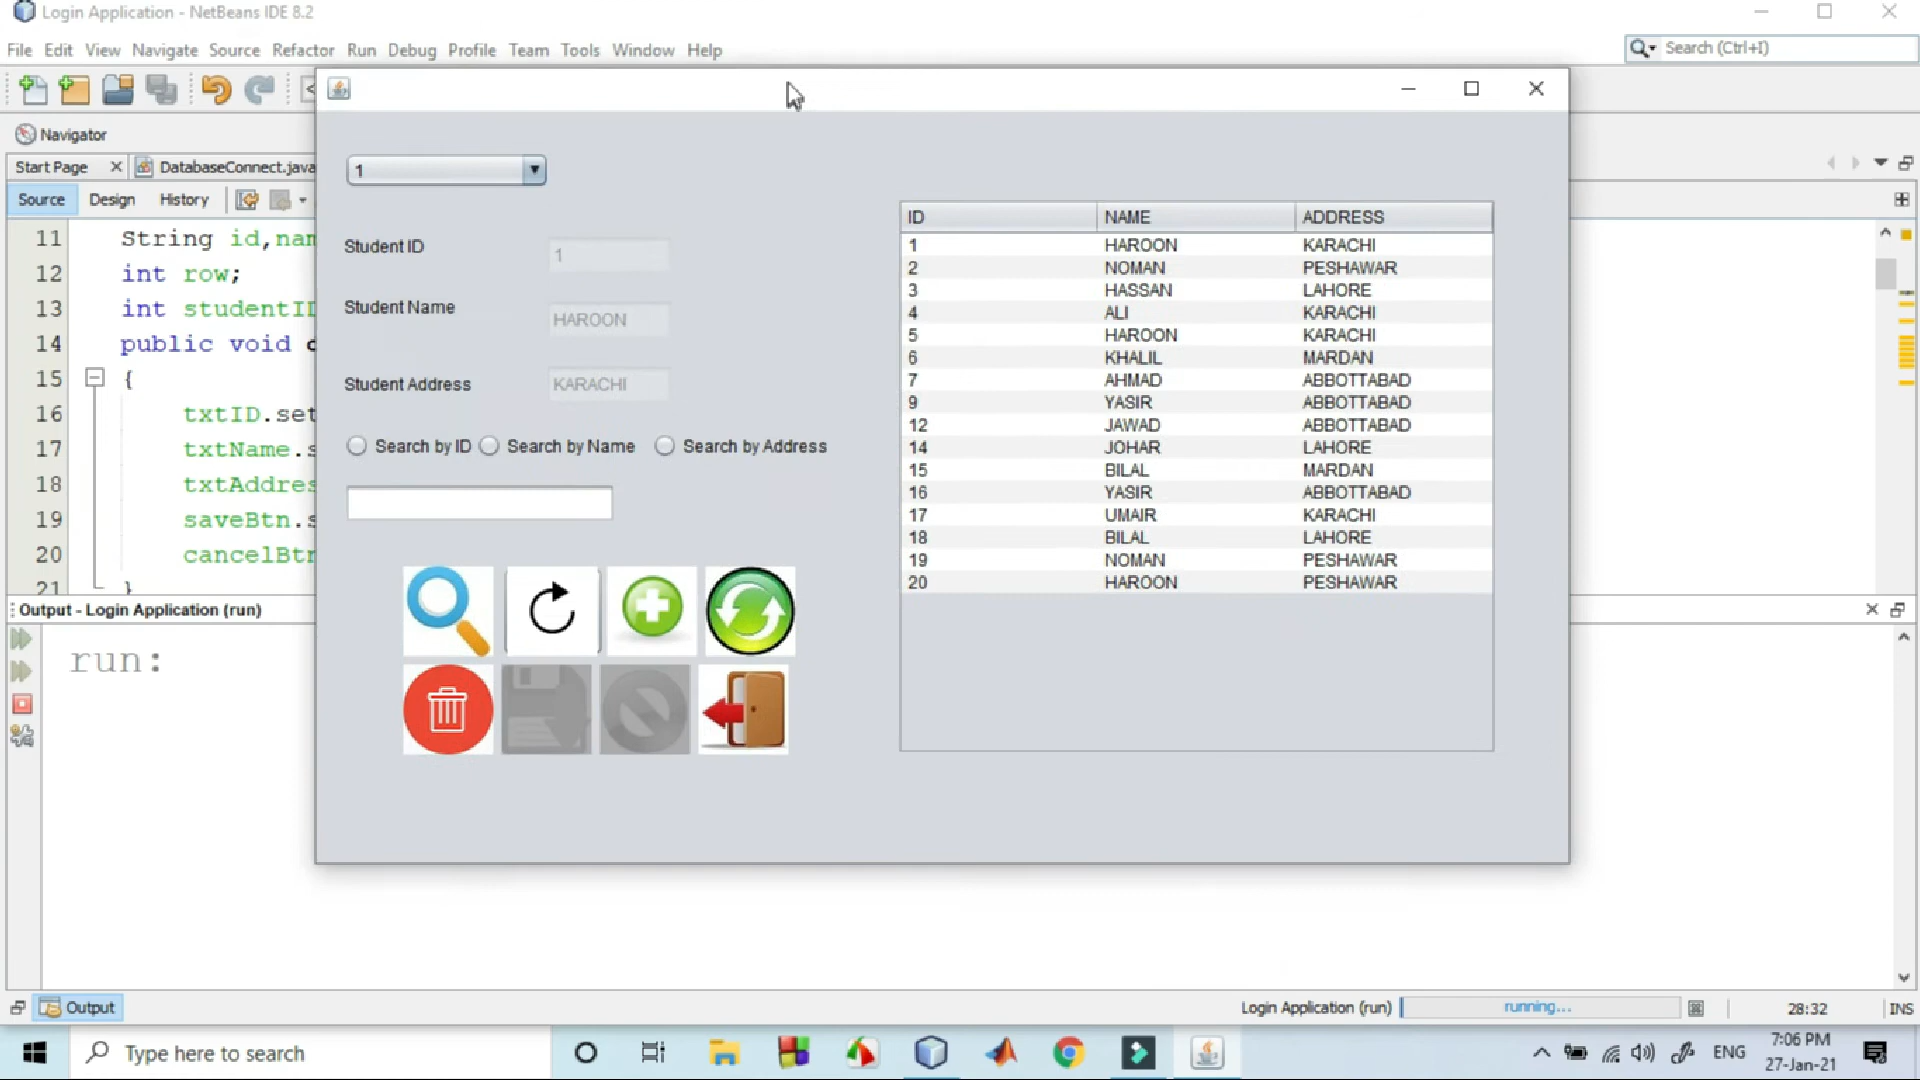 Login Application - NetBeans IDE 8.2
File Edit View Navigate Source Refactor Run Debug Profile Team Tools Window Help
Search (Ctrl+I)
Navigator
Start Page
DatabaseConnect.java
Source Design History
11 String id,nam
12 int row;
13 int studentID
14 public void
15 {
16 txtID.set
17 txtName.s
18 txtAddres
19 saveBtn.s
20 cancelBtn
21 }
1
Student ID 1
Student Name HAROON
Student Address KARACHI
Search by ID Search by Name Search by Address
ID NAME ADDRESS
1 HAROON KARACHI
2 NOMAN PESHAWAR
3 HASSAN LAHORE
4 ALI KARACHI
5 HAROON KARACHI
6 KHALIL MARDAN
7 AHMAD ABBOTTABAD
9 YASIR ABBOTTABAD
12 JAWAD ABBOTTABAD
14 JOHAR LAHORE
15 BILAL MARDAN
16 YASIR ABBOTTABAD
17 UMAIR KARACHI
18 BILAL LAHORE
19 NOMAN PESHAWAR
20 HAROON PESHAWAR
Output - Login Application (run)
run:
Output
Login Application (run) running... 28:32 INS
Type here to search
ENG
7:06 PM
27-Jan-21